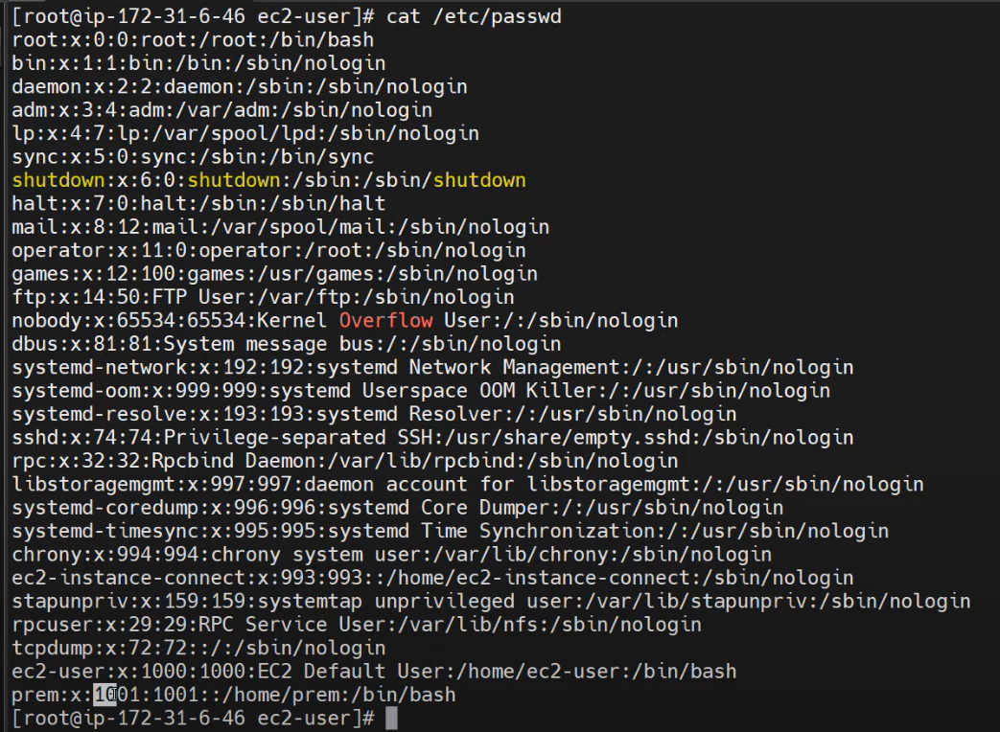 [root@ip-172-31-6-46 ec2-user]# cat /etc/passwd
root:x:0:0:root:/root:/bin/bash
bin:x:1:1:bin:/bin:/sbin/nologin
daemon:x:2:2:daemon:/sbin:/sbin/nologin
adm:x:3:4:adm:/var/adm:/sbin/nologin
lp:x:4:7:lp:/var/spool/lpd:/sbin/nologin
sync:x:5:0:sync:/sbin:/bin/sync
shutdown:x:6:0:shutdown:/sbin:/sbin/shutdown
halt:x:7:0:halt:/sbin:/sbin/halt
mail:x:8:12:mail:/var/spool/mail:/sbin/nologin
operator:x:11:0:operator:/root:/sbin/nologin
games:x:12:100:games:/usr/games:/sbin/nologin
ftp:x:14:50:FTP User:/var/ftp:/sbin/nologin
nobody:x:65534:65534:Kernel Overflow User:/:/sbin/nologin
dbus:x:81:81:System message bus:/:/sbin/nologin
systemd-network:x:192:192:systemd Network Management:/:/usr/sbin/nologin
systemd-oom:x:999:999:systemd Userspace OOM Killer:/:/usr/sbin/nologin
systemd-resolve:x:193:193:systemd Resolver:/:/usr/sbin/nologin
sshd:x:74:74:Privilege-separated SSH:/usr/share/empty.sshd:/sbin/nologin
rpc:x:32:32:Rpcbind Daemon:/var/lib/rpcbind:/sbin/nologin
libstoragemgmt:x:997:997:daemon account for libstoragemgmt:/:/usr/sbin/nologin
systemd-coredump:x:996:996:systemd Core Dumper:/:/usr/sbin/nologin
systemd-timesync:x:995:995:systemd Time Synchronization:/:/usr/sbin/nologin
chrony:x:994:994:chrony system user:/var/lib/chrony:/sbin/nologin
ec2-instance-connect:x:993:993::/home/ec2-instance-connect:/sbin/nologin
stapunpriv:x:159:159:systemtap unprivileged user:/var/lib/stapunpriv:/sbin/nologin
rpcuser:x:29:29:RPC Service User:/var/lib/nfs:/sbin/nologin
tcpdump:x:72:72::/:/sbin/nologin
ec2-user:x:1000:1000:EC2 Default User:/home/ec2-user:/bin/bash
prem:x:1001:1001::/home/prem:/bin/bash
[root@ip-172-31-6-46 ec2-user]#